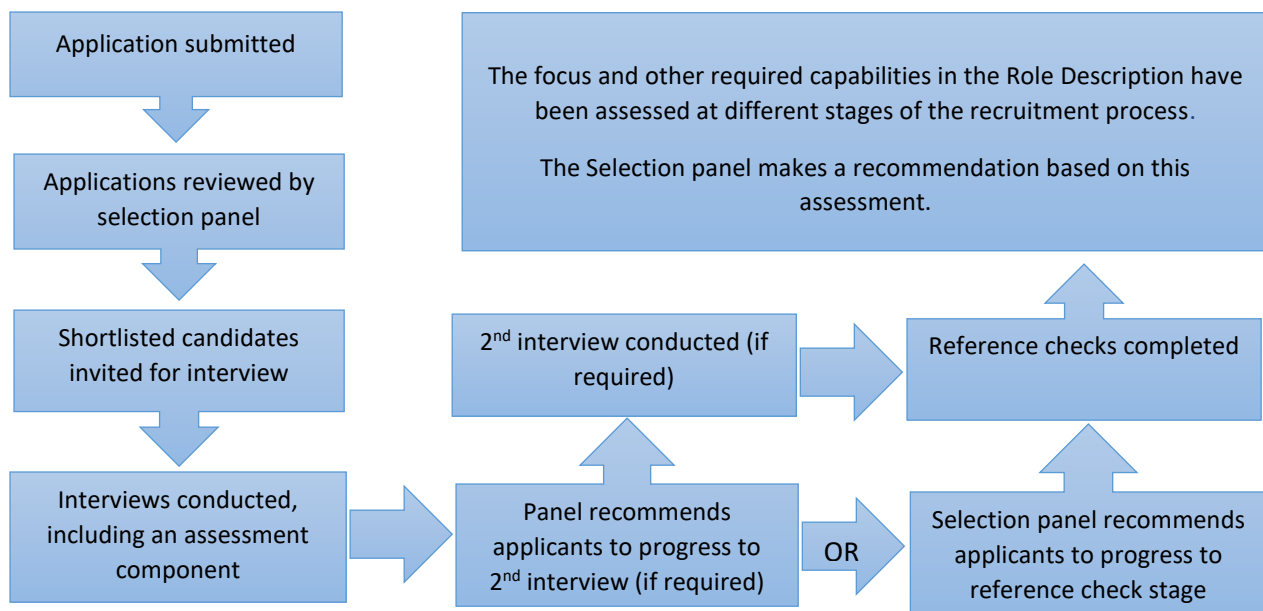 Application submitted
Applications reviewed by
selection panel
Shortlisted candidates
invited for interview
Interviews conducted,
including an assessment
component
Panel recommends
applicants to progress to
2nd interview (if required)
OR
2nd interview conducted (if
required)
Selection panel recommends
applicants to progress to
reference check stage
Reference checks completed
The focus and other required capabilities in the Role Description have
been assessed at different stages of the recruitment process.
The Selection panel makes a recommendation based on this
assessment.